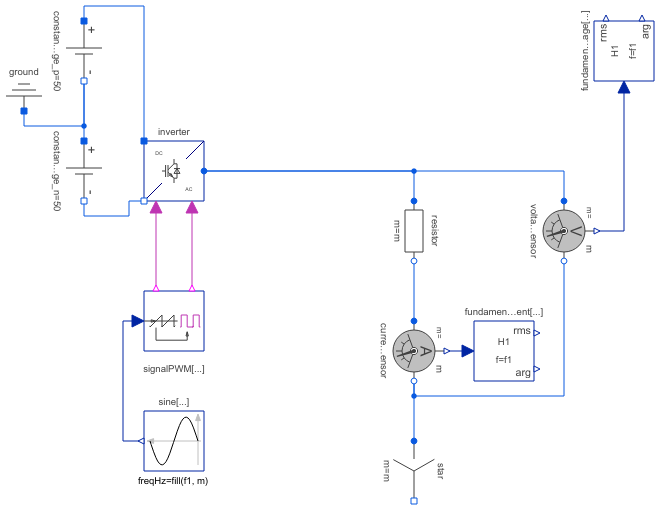 constan...ge_p=50
+
-
ground
constan...ge_n=50
+
-
inverter
DC
AC
signalPWM[...]
sine[...]
freqHz=fill(f1, m)
resistor
m=m
volta...ensor
m=
V
m
curre...ensor
m=
A
m
fundamen...ent[...]
rms
H1
f=f1
arg
fundamen...age[...]
rms
arg
H1
f=f1
star
m=m